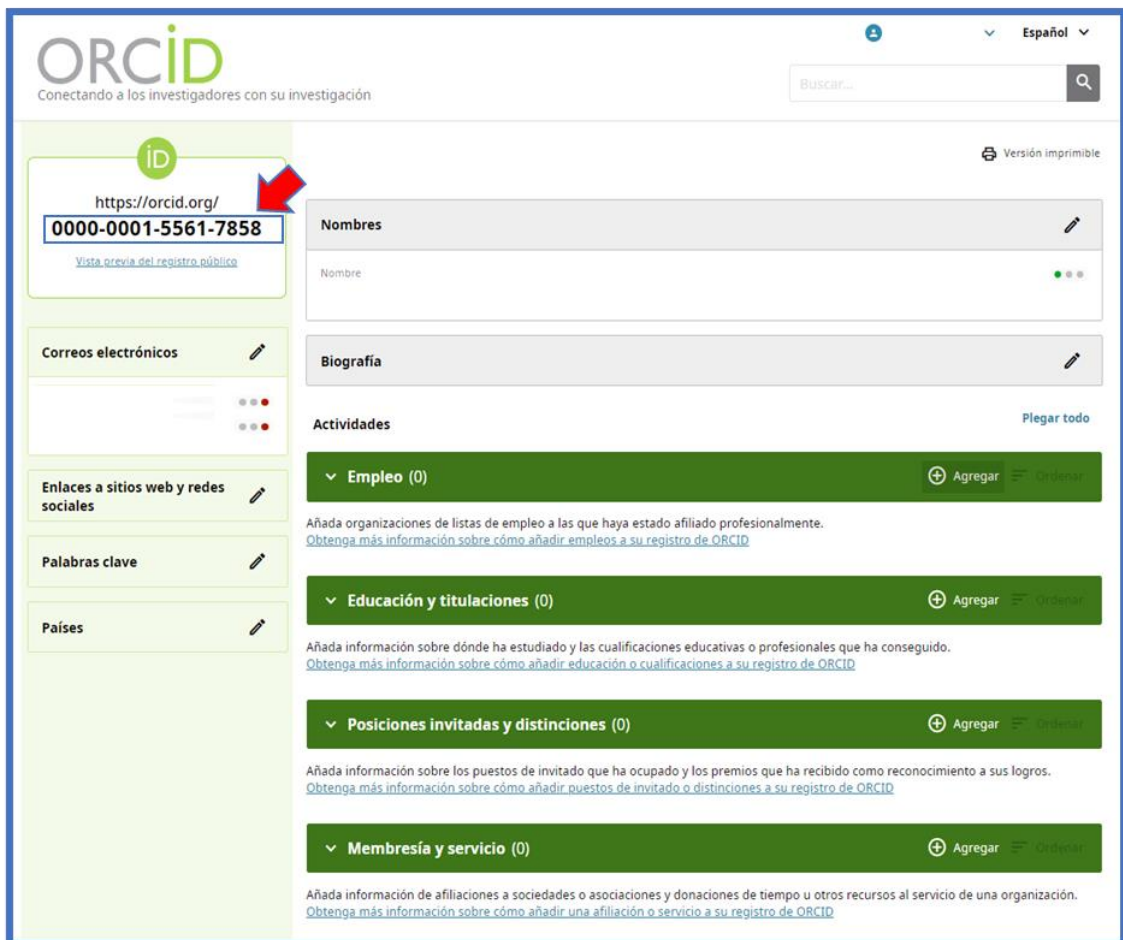 Español
ORCID
Conectando a los investigadores con su investigación
Buscar...
Versión imprimible
iD
https://orcid.org/
0000-0001-5561-7858
Vista previa del registro público
Nombres
Nombre
Correos electrónicos
Biografía
Actividades
Plegar todo
Enlaces a sitios web y redes
sociales
Palabras clave
Países
Empleo (0)
Agregar Ordenar
Añada organizaciones de listas de empleo a las que haya estado afiliado profesionalmente.
Obtenga más información sobre cómo añadir empleos a su registro de ORCID
Educación y titulaciones (0)
Agregar Ordenar
Añada información sobre dónde ha estudiado y las cualificaciones educativas o profesionales que ha conseguido.
Obtenga más información sobre cómo añadir educación o cualificaciones a su registro de ORCID
Posiciones invitadas y distinciones (0)
Agregar Ordenar
Añada información sobre los puestos de invitado que ha ocupado y los premios que ha recibido como reconocimiento a sus logros.
Obtenga más información sobre cómo añadir puestos de invitado o distinciones a su registro de ORCID
Membresía y servicio (0)
Agregar Ordenar
Añada información de afiliaciones a sociedades o asociaciones y donaciones de tiempo u otros recursos al servicio de una organización.
Obtenga más información sobre cómo añadir una afiliación o servicio a su registro de ORCID